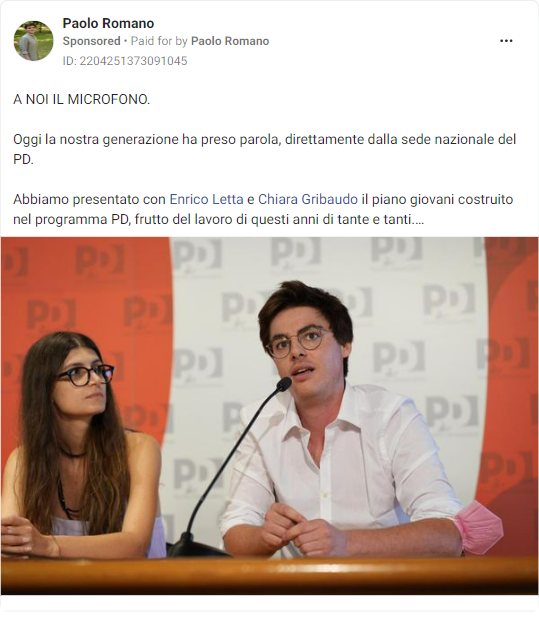 Paolo Romano
Sponsored • Paid for by Paolo Romano
ID: 2204251373091045
A NOI IL MICROFONO.
Oggi la nostra generazione ha preso parola, direttamente dalla sede nazionale del
PD.
Abbiamo presentato con Enrico Letta e Chiara Gribaudo il piano giovani costruito
nel programma PD, frutto del lavoro di questi anni di tante e tanti....
PD PD PD PD
PD PD PD PD
PD PD PD
PD PD PD
PD PD PD